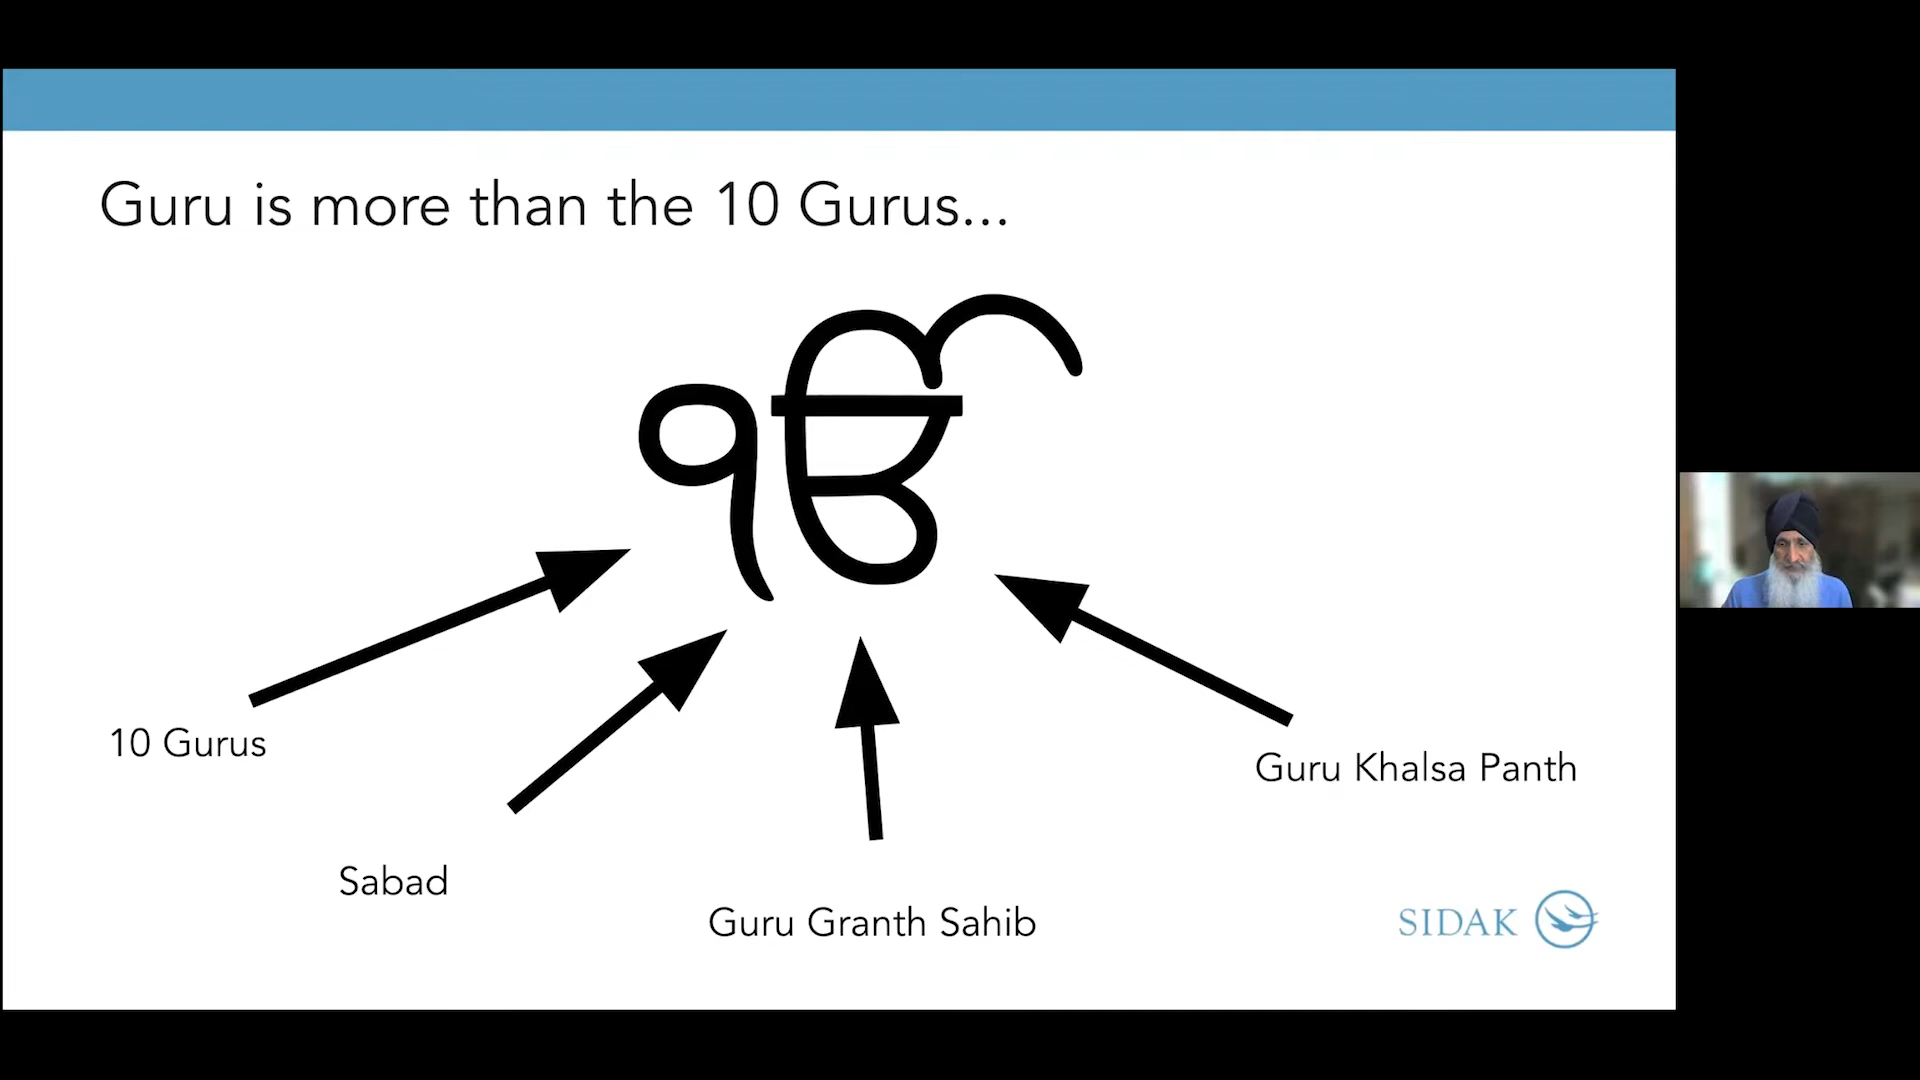 Guru is more than the 10 Gurus...
ੴ
10 Gurus
Guru Khalsa Panth
Sabad
Guru Granth Sahib
SIDAK